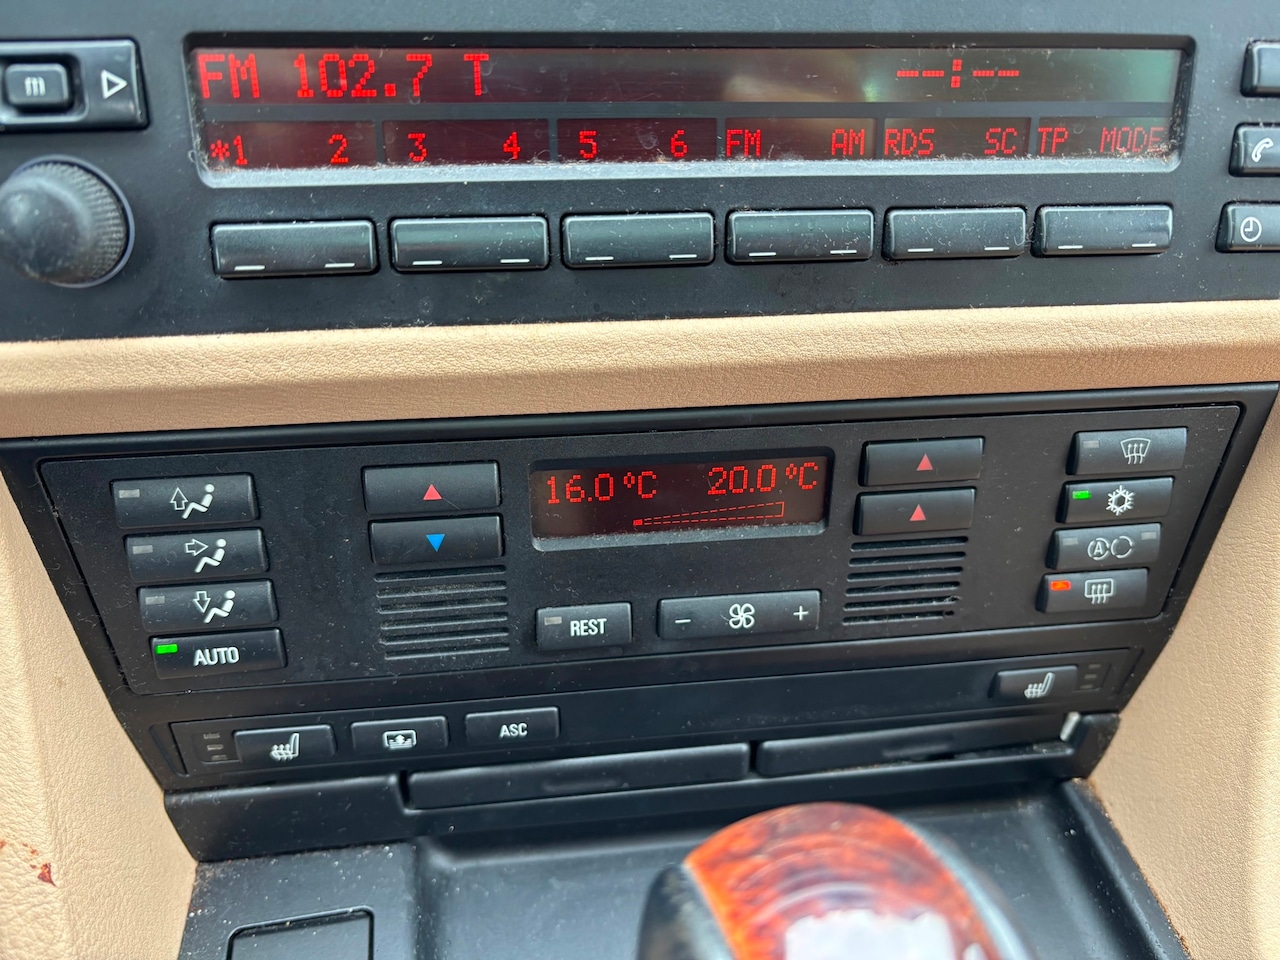 FM 102.7 T --:--
*1 2 3 4 5 6 FM AM RDS SC TP MODE
16.0°C 20.0°C
A
REST - +
AUTO
ASC